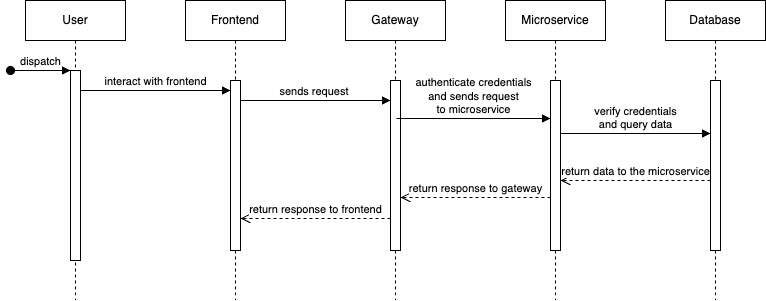 User
Frontend
Gateway
Microservice
Database
dispatch
interact with frontend
sends request
authenticate credentials
and sends request
to microservice
verify credentials
and query data
return data to the microservice
return response to gateway
return response to frontend